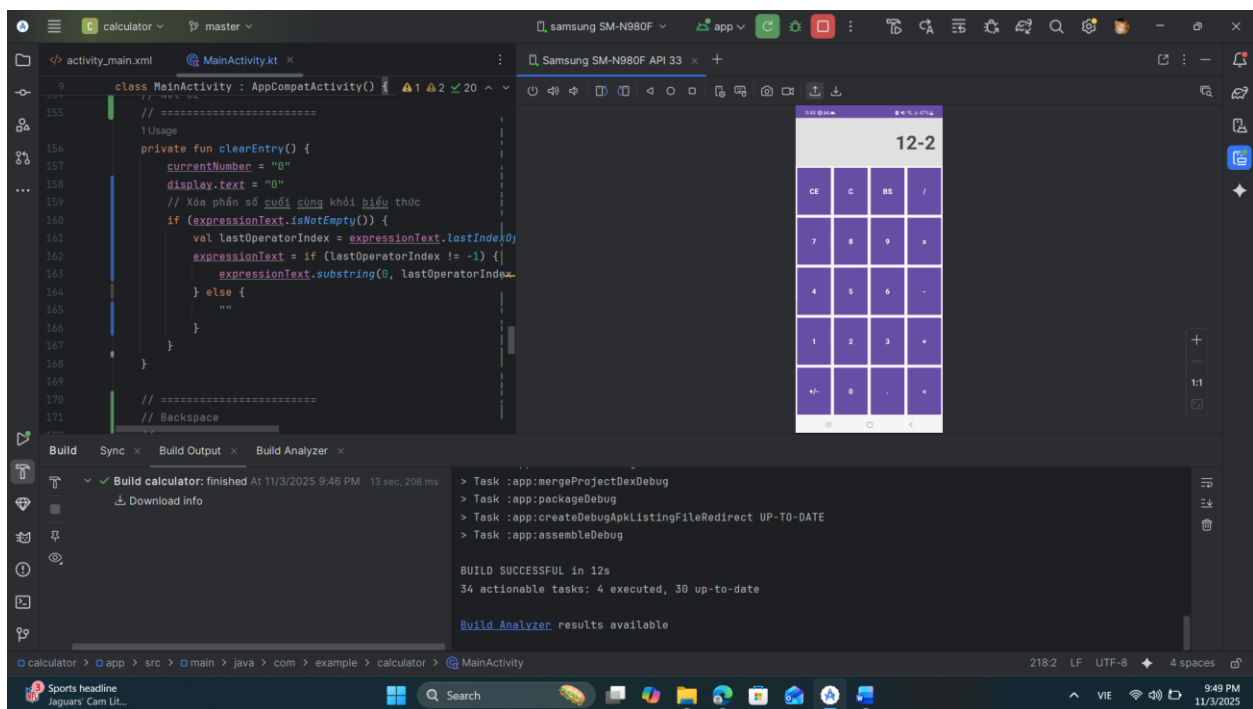 calculator
master
samsung SM-N980F
app
activity_main.xml
MainActivity.kt
Samsung SM-N980F API 33
9 class MainActivity : AppCompatActivity() { 1 2 20
155 // ========================
1 Usage
156 private fun clearEntry() {
157 currentNumber = "0"
158 display.text = "0"
159 // Xóa phần số cuối cùng khỏi biểu thức
160 if (expressionText.isNotEmpty()) {
161 val lastOperatorIndex = expressionText.
162 expressionText = if (lastOperatorIndex != -1) {
163 expressionText.substring(0, lastOperatorIndex
164 } else {
165 ""
166 }
167 }
168 }
169
170 // ========================
171 // Backspace
12-2
CE C BS /
7 8 9 x
4 5 6 -
1 2 3 +
+/- 0 . =
1:1
Build Sync Build Output Build Analyzer
Build calculator: finished At 11/3/2025 9:46 PM 13 sec, 208 ms
Download info
> Task :app:mergeProjectDexDebug
> Task :app:packageDebug
> Task :app:createDebugApkListingFileRedirect UP-TO-DATE
> Task :app:assembleDebug
BUILD SUCCESSFUL in 12s
34 actionable tasks: 4 executed, 30 up-to-date
Build Analyzer results available
calculator > app > src > main > java > com > example > calculator > MainActivity
218:2 LF UTF-8 4 spaces
3
Sports headline
Jaguars' Cam Lit...
Search
VIE
9:49 PM
11/3/2025